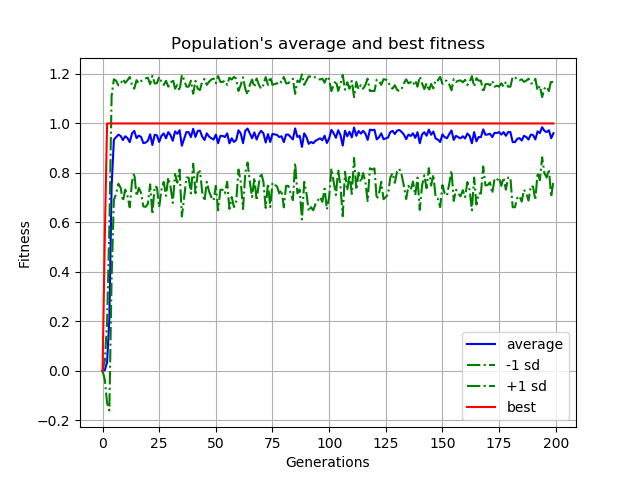 Population's average and best fitness
1.2
1.0
0.8
0.6
0.4
0.2
0.0
−0.2
Fitness
average
-1 sd
+1 sd
best
0 25 50 75 100 125 150 175 200
Generations